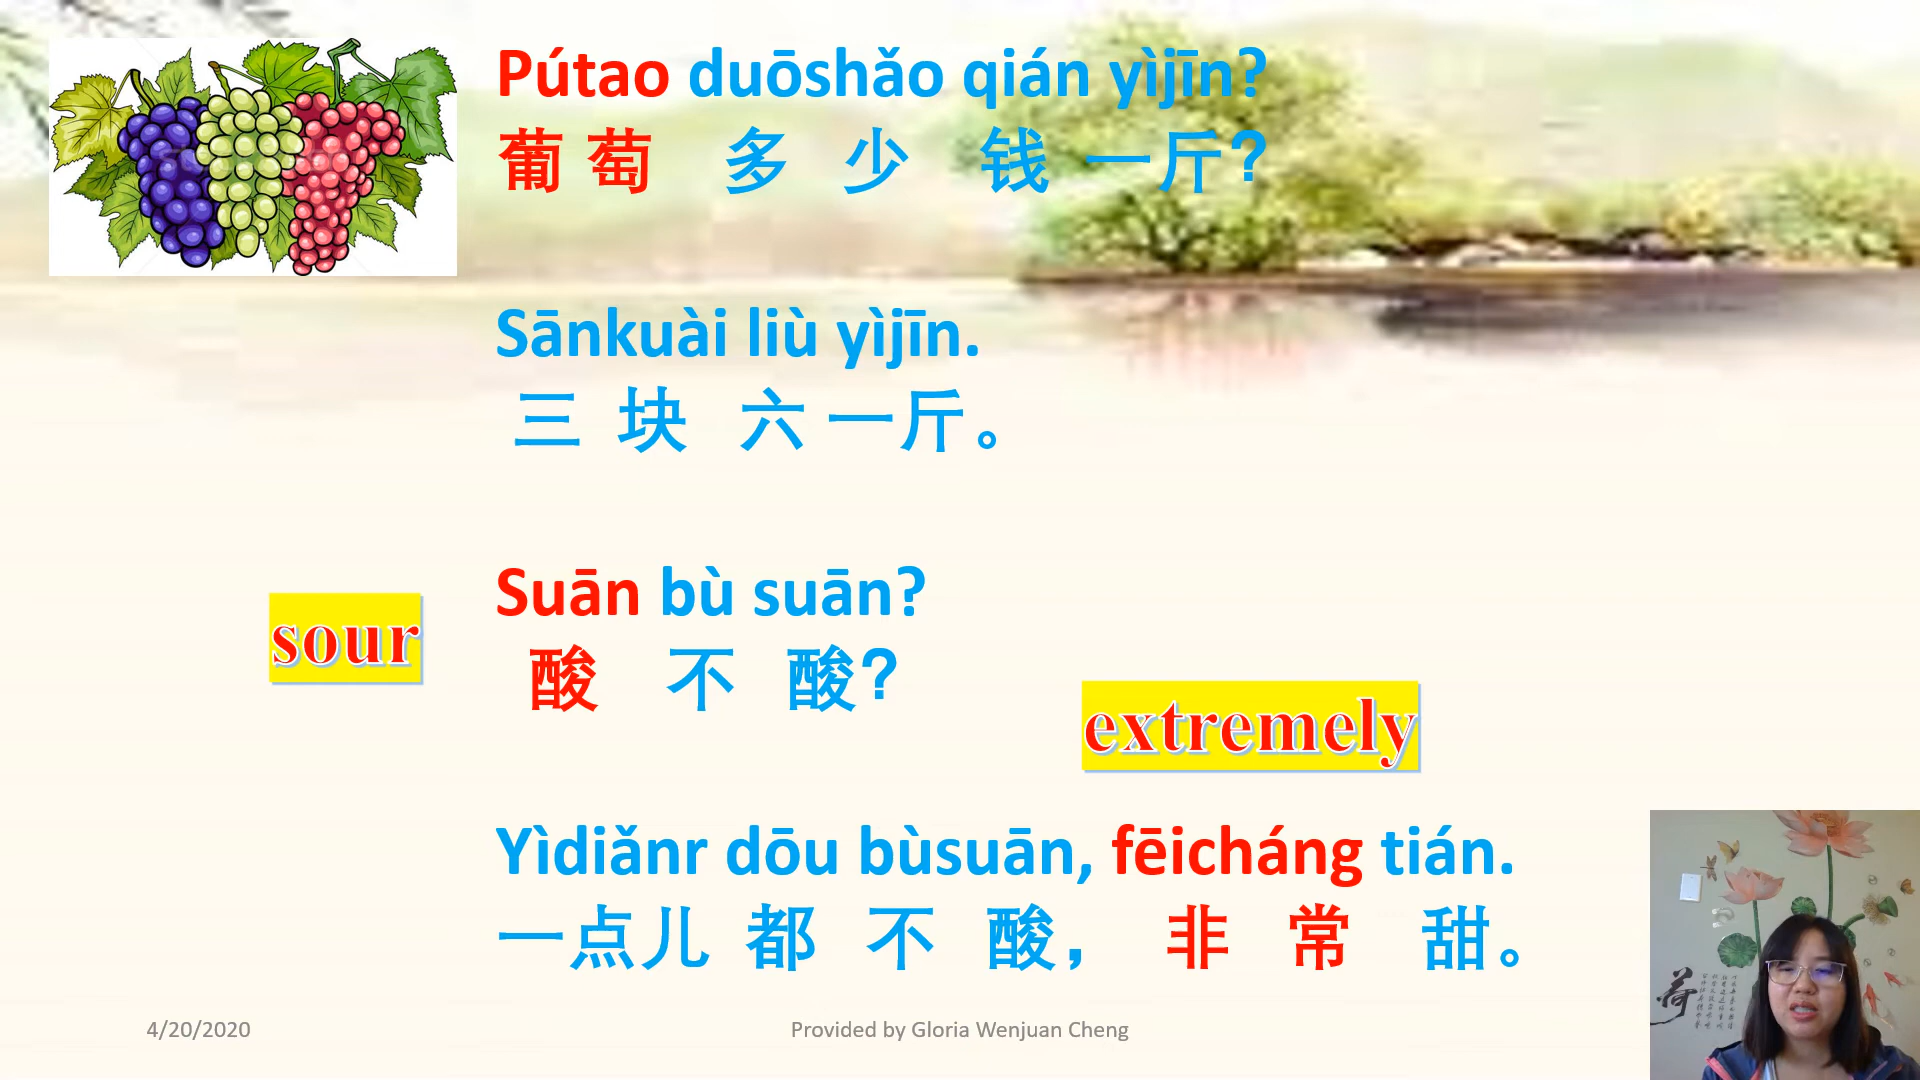 Pútao duōshǎo qián yìjīn?
葡 萄 多 少 钱 一斤?
Sānkuài liù yìjīn.
三 块 六 一斤。
Suān bù suān?
sour
酸 不 酸?
extremely
Yìdiǎnr dōu bùsuān, fēicháng tián.
一点儿 都 不 酸， 非 常 甜。
荷
4/20/2020
Provided by Gloria Wenjuan Cheng